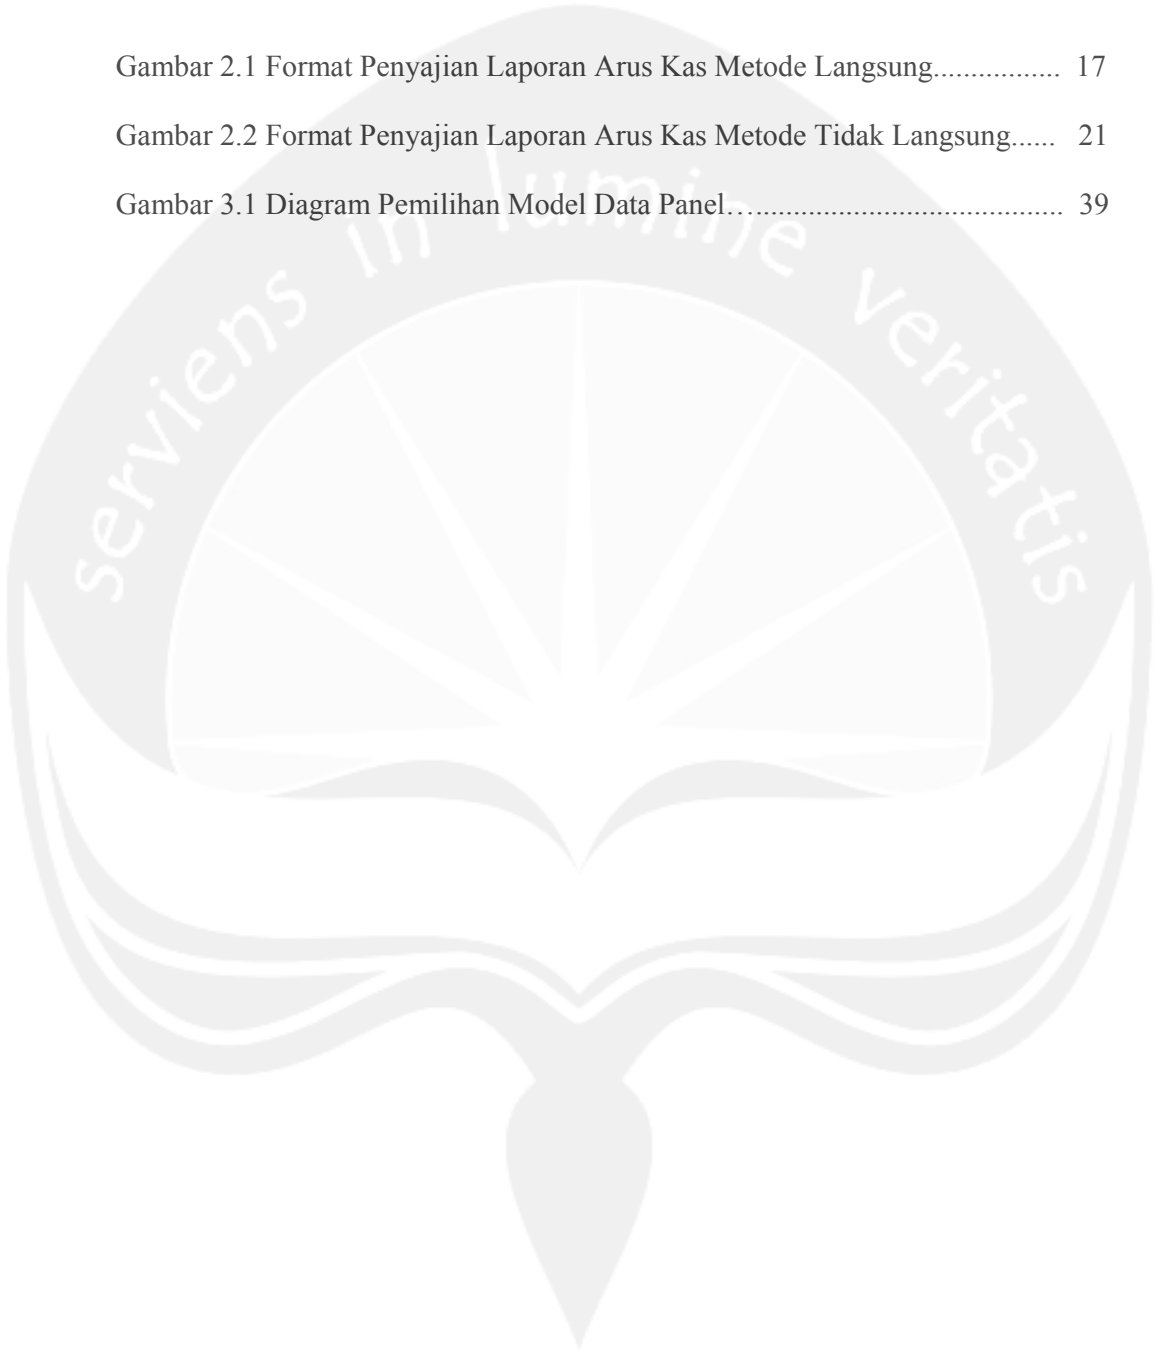 Gambar 2.1 Format Penyajian Laporan Arus Kas Metode Langsung................. 17
Gambar 2.2 Format Penyajian Laporan Arus Kas Metode Tidak Langsung...... 21
Gambar 3.1 Diagram Pemilihan Model Data Panel…......................................... 39
serviens in lumine veritatis